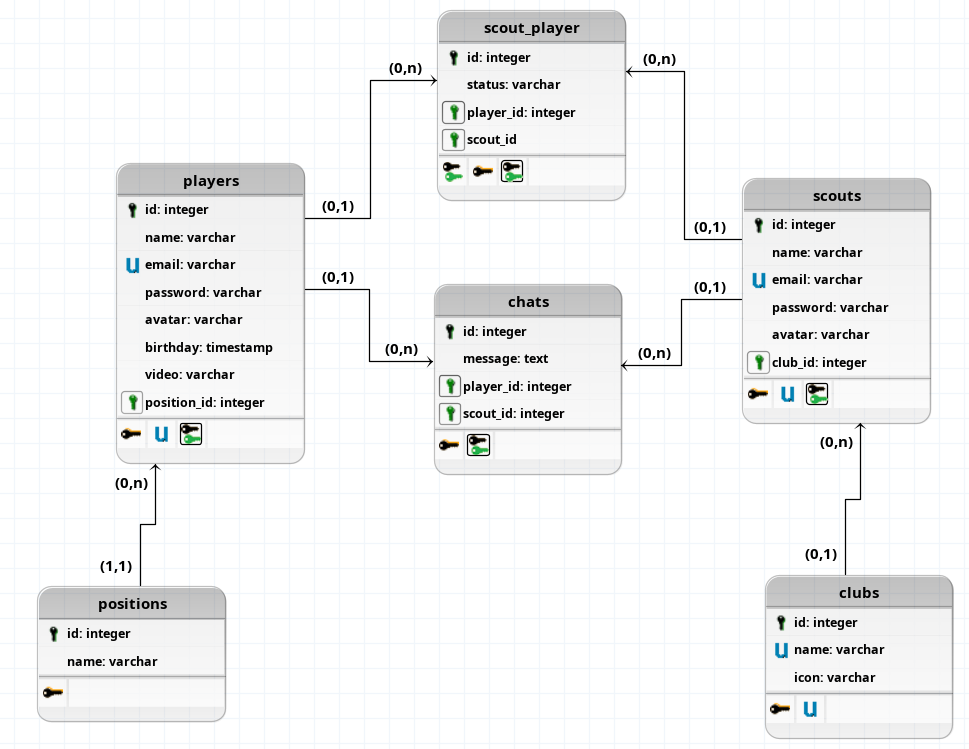 scout_player
id: integer
status: varchar
player_id: integer
scout_id
(0,n)
(0,n)
players
id: integer
name: varchar
email: varchar
password: varchar
avatar: varchar
birthday: timestamp
video: varchar
position_id: integer
(0,1)
(0,1)
(0,n)
(0,n)
chats
id: integer
message: text
player_id: integer
scout_id: integer
(0,n)
(0,1)
(0,1)
scouts
id: integer
name: varchar
email: varchar
password: varchar
avatar: varchar
club_id: integer
(0,n)
(1,1)
positions
id: integer
name: varchar
(0,n)
(0,1)
clubs
id: integer
name: varchar
icon: varchar